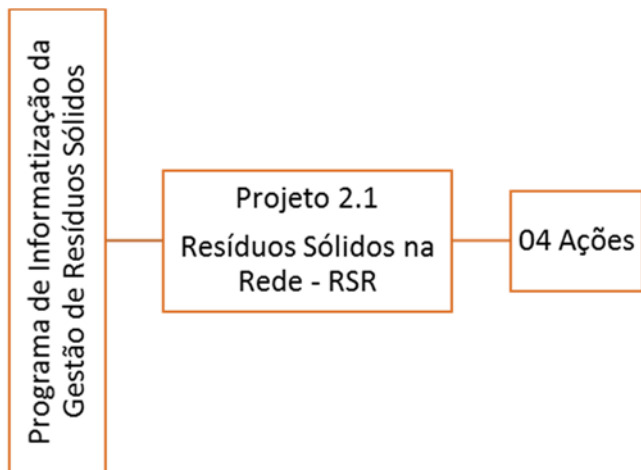 Programa de Informatização da
Gestão de Resíduos Sólidos
Projeto 2.1
Resíduos Sólidos na
Rede - RSR
04 Ações